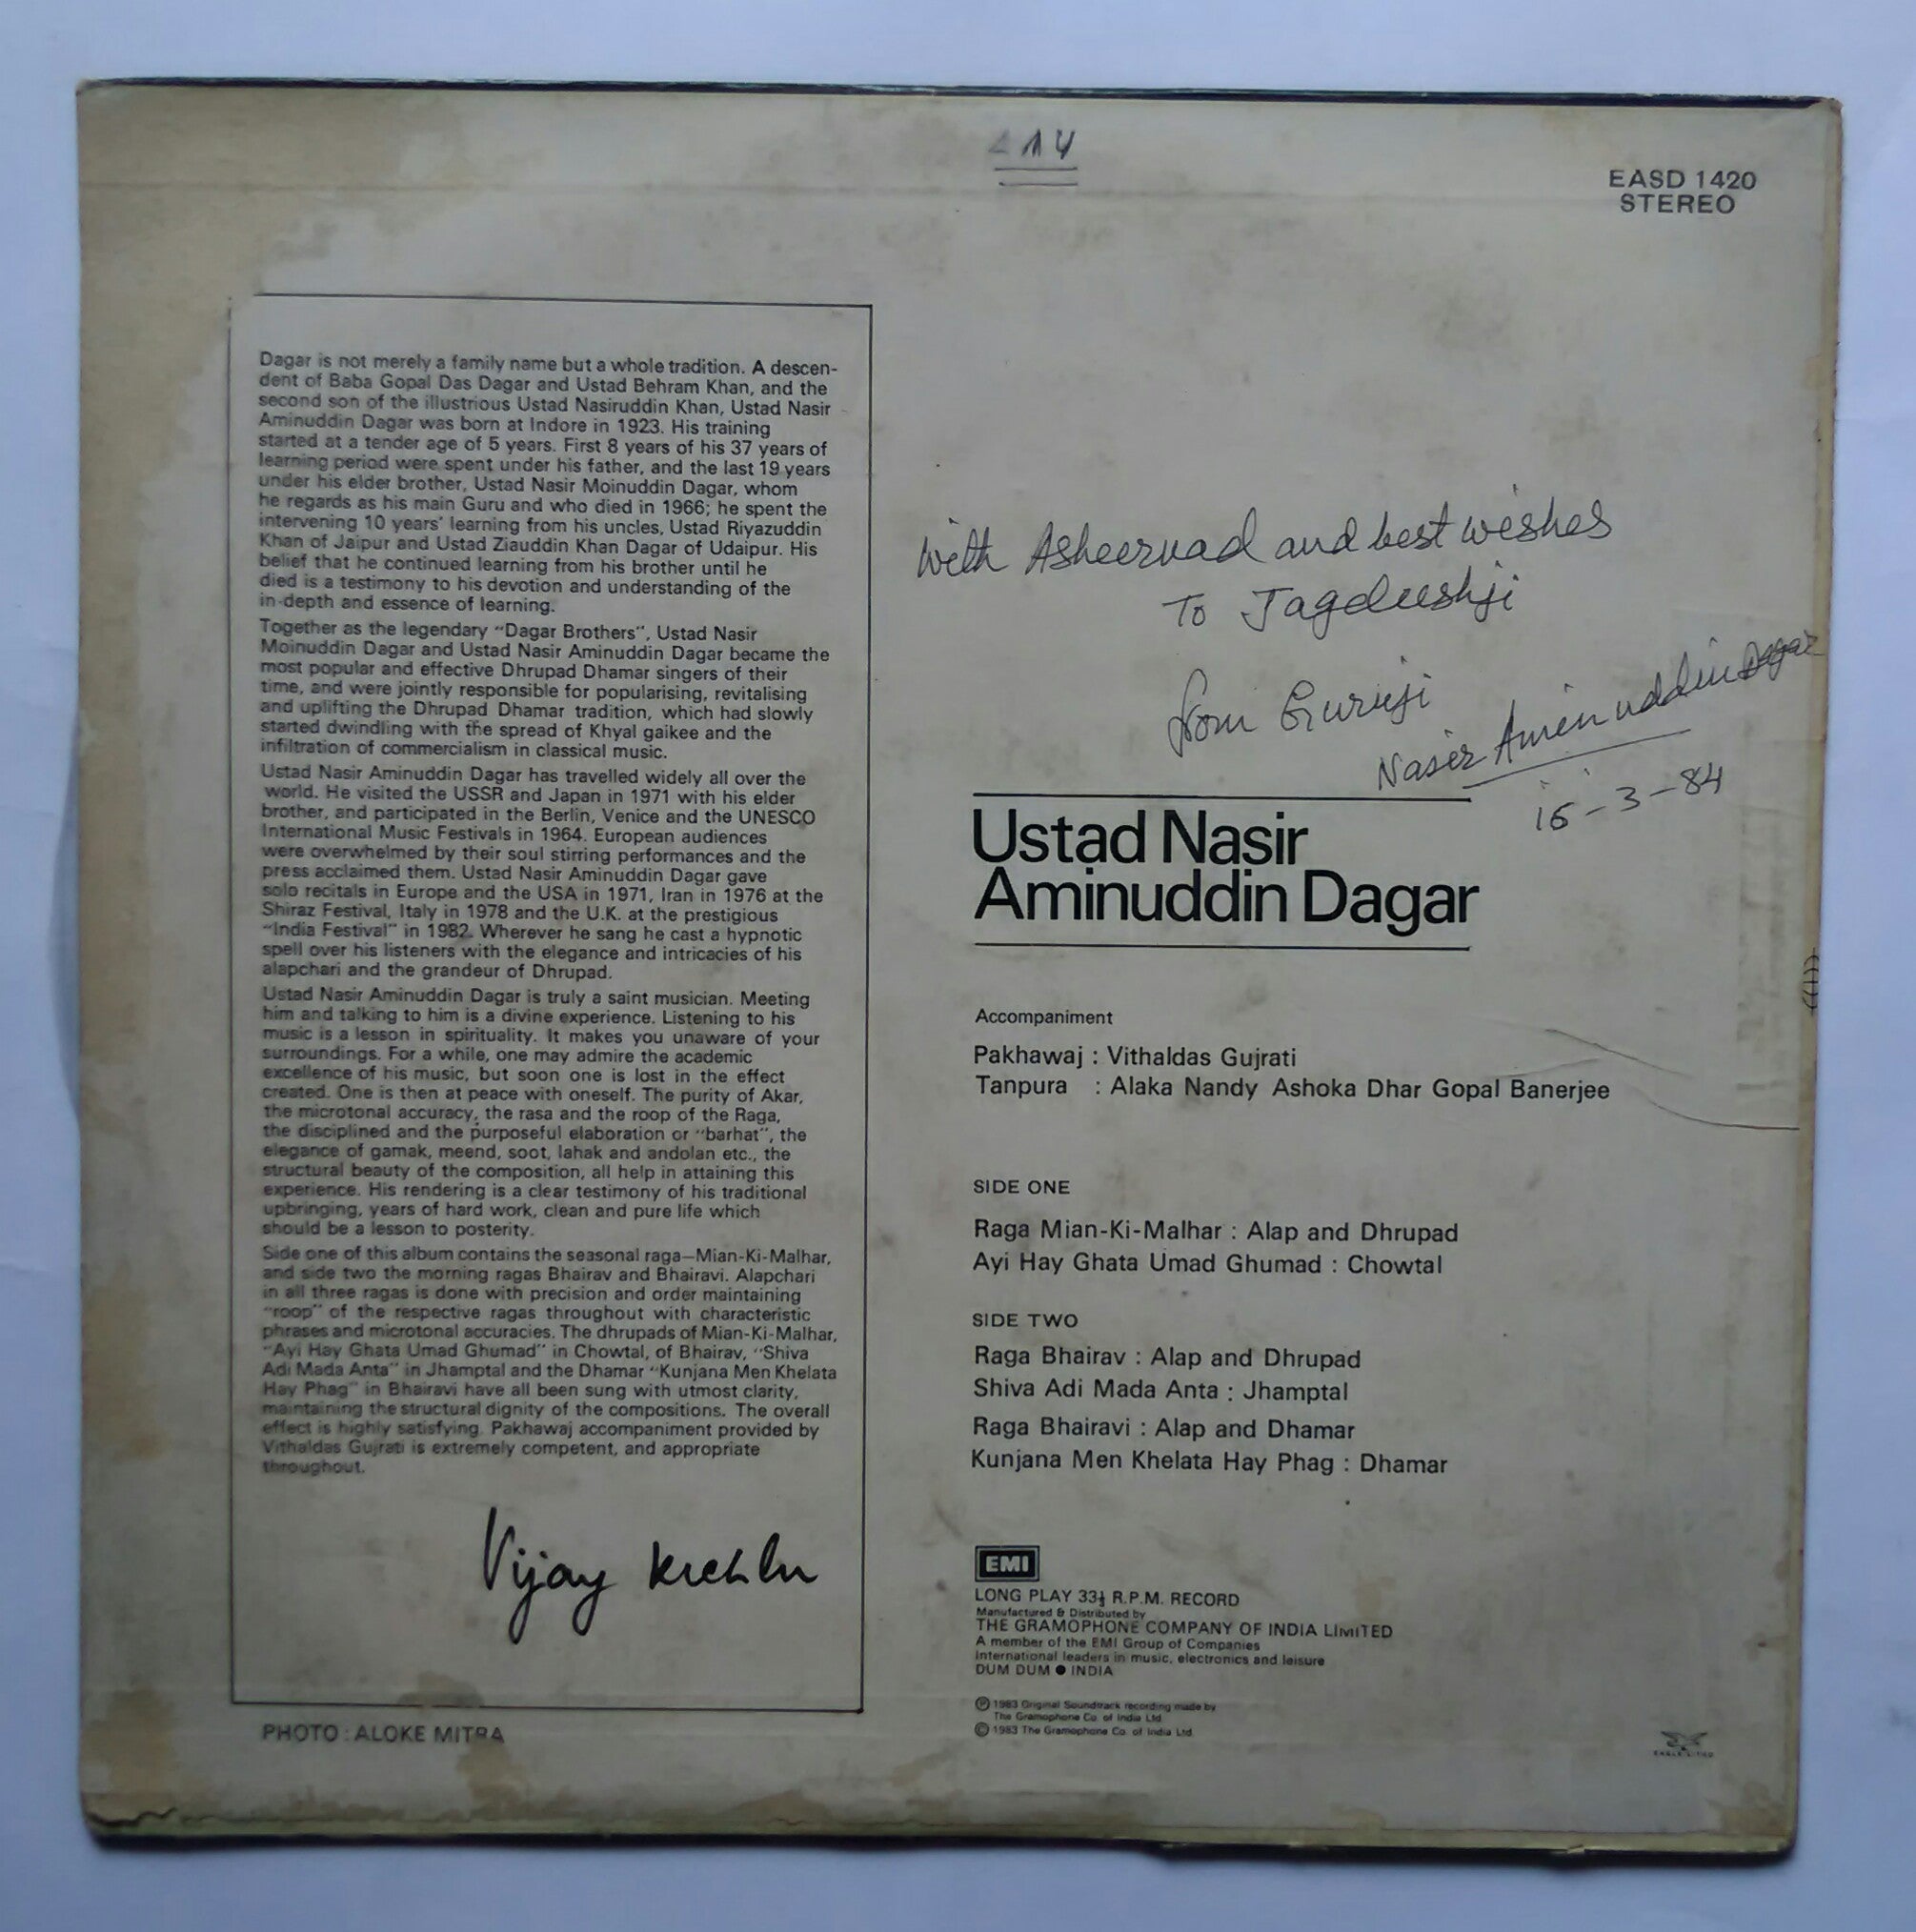 EASD 1420
STEREO
Dagar is not merely a family name but a whole tradition. A descen-
dent of Baba Gopal Das Dagar and Ustad Behram Khan, and the
second son of the illustrious Ustad Nasiruddin Khan, Ustad Nasir
Aminuddin Dagar was born at Indore in 1923. His training
started at a tender age of 5 years. First 8 years of his 37 years of
learning period were spent under his father, and the last 19 years
under his elder brother, Ustad Nasir Moinuddin Dagar, whom
he regards as his main Guru and who died in 1966; he spent the
intervening 10 years' learning from his uncles, Ustad Riyazuddin
Khan of Jaipur and Ustad Ziauddin Khan Dagar of Udaipur. His
belief that he continued learning from his brother until he
died is a testimony to his devotion and understanding of the
in-depth and essence of learning.
Together as the legendary "Dagar Brothers", Ustad Nasir
Moinuddin Dagar and Ustad Nasir Aminuddin Dagar became the
most popular and effective Dhrupad Dhamar singers of their
time, and were jointly responsible for popularising, revitalising
and uplifting the Dhrupad Dhamar tradition, which had slowly
started dwindling with the spread of Khyal gaikee and the
infiltration of commercialism in classical music.
Ustad Nasir Aminuddin Dagar has travelled widely all over the
world. He visited the USSR and Japan in 1971 with his elder
brother, and participated in the Berlin, Venice and the UNESCO
International Music Festivals in 1964. European audiences
were overwhelmed by their soul stirring performances and the
press acclaimed them. Ustad Nasir Aminuddin Dagar gave
solo recitals in Europe and the USA in 1971, Iran in 1976 at the
Shiraz Festival, Italy in 1978 and the U.K. at the prestigious
"India Festival" in 1982. Wherever he sang he cast a hypnotic
spell over his listeners with the elegance and intricacies of his
alapchari and the grandeur of Dhrupad.
Ustad Nasir Aminuddin Dagar is truly a saint musician. Meeting
him and talking to him is a divine experience. Listening to his
music is a lesson in spirituality. It makes you unaware of your
surroundings. For a while, one may admire the academic
excellence of his music, but soon one is lost in the effect
created. One is then at peace with oneself. The purity of Akar,
the microtonal accuracy, the rasa and the roop of the Raga,
the disciplined and the purposeful elaboration or "barhat", the
elegance of gamak, meend, soot, lahak and andolan etc., the
structural beauty of the composition, all help in attaining this
experience. His rendering is a clear testimony of his traditional
upbringing, years of hard work, clean and pure life which
should be a lesson to posterity.
Side one of this album contains the seasonal raga—Mian-Ki-Malhar,
and side two the morning ragas Bhairav and Bhairavi. Alapchari
in all three ragas is done with precision and order maintaining
"roop" of the respective ragas throughout with characteristic
phrases and microtonal accuracies. The dhrupads of Mian-Ki-Malhar,
"Ayi Hay Ghata Umad Ghumad" in Chowtal, of Bhairav, "Shiva
Adi Mada Anta" in Jhamptal and the Dhamar "Kunjana Men Khelata
Hay Phag" in Bhairavi have all been sung with utmost clarity,
maintaining the structural dignity of the compositions. The overall
effect is highly satisfying. Pakhawaj accompaniment provided by
Vithaldas Gujrati is extremely competent, and appropriate
throughout.
Vijay Kichlu
PHOTO : ALOKE MITRA
With Asheervad and best wishes
To Jagdeeshji
from Guruji
Nasir Aminuddin Dagar
16-3-84
Ustad Nasir
Aminuddin Dagar
Accompaniment
Pakhawaj : Vithaldas Gujrati
Tanpura : Alaka Nandy Ashoka Dhar Gopal Banerjee
SIDE ONE
Raga Mian-Ki-Malhar : Alap and Dhrupad
Ayi Hay Ghata Umad Ghumad : Chowtal
SIDE TWO
Raga Bhairav : Alap and Dhrupad
Shiva Adi Mada Anta : Jhamptal
Raga Bhairavi : Alap and Dhamar
Kunjana Men Khelata Hay Phag : Dhamar
EMI
LONG PLAY 33⅓ R.P.M. RECORD
Manufactured & Distributed by
THE GRAMOPHONE COMPANY OF INDIA LIMITED
A member of the EMI Group of Companies
International leaders in music, electronics and leisure
DUM DUM ● INDIA
℗ 1983 Original Soundtrack recording made by
The Gramophone Co. of India Ltd.
© 1983 The Gramophone Co. of India Ltd.